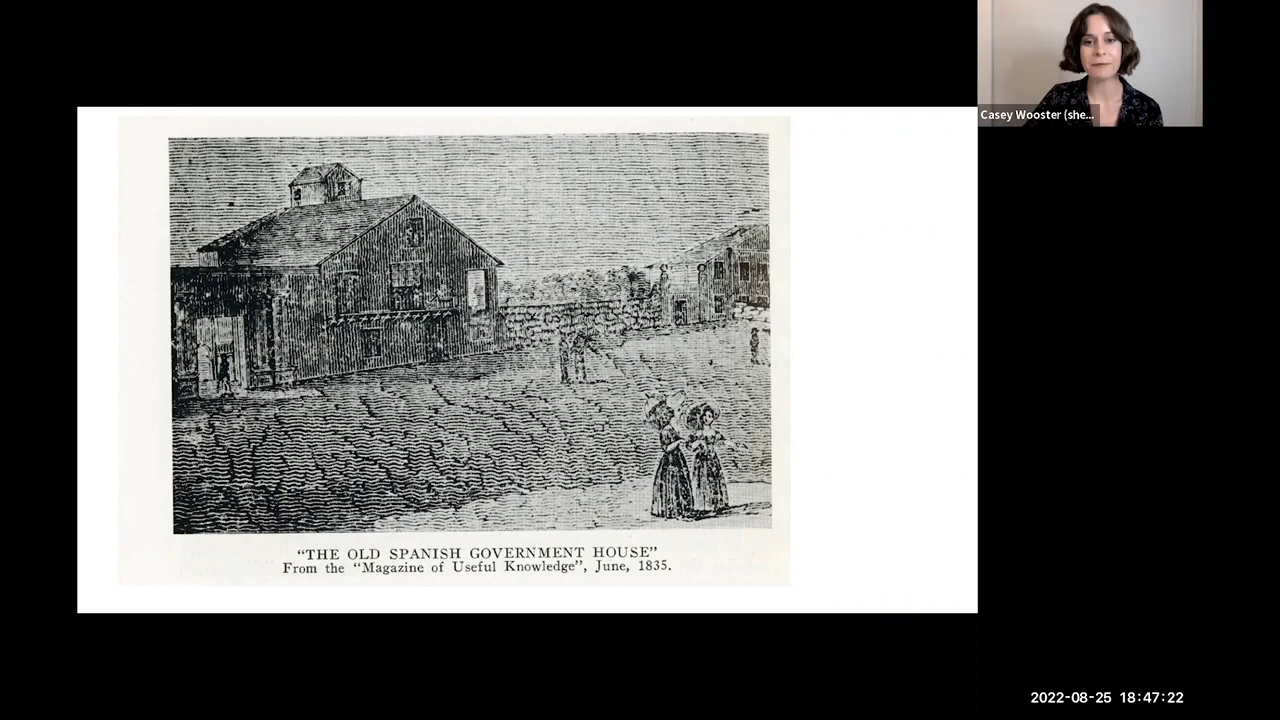 Casey Wooster (she...
“THE OLD SPANISH GOVERNMENT HOUSE”
From the “Magazine of Useful Knowledge”, June, 1835.
2022-08-25 18:47:22